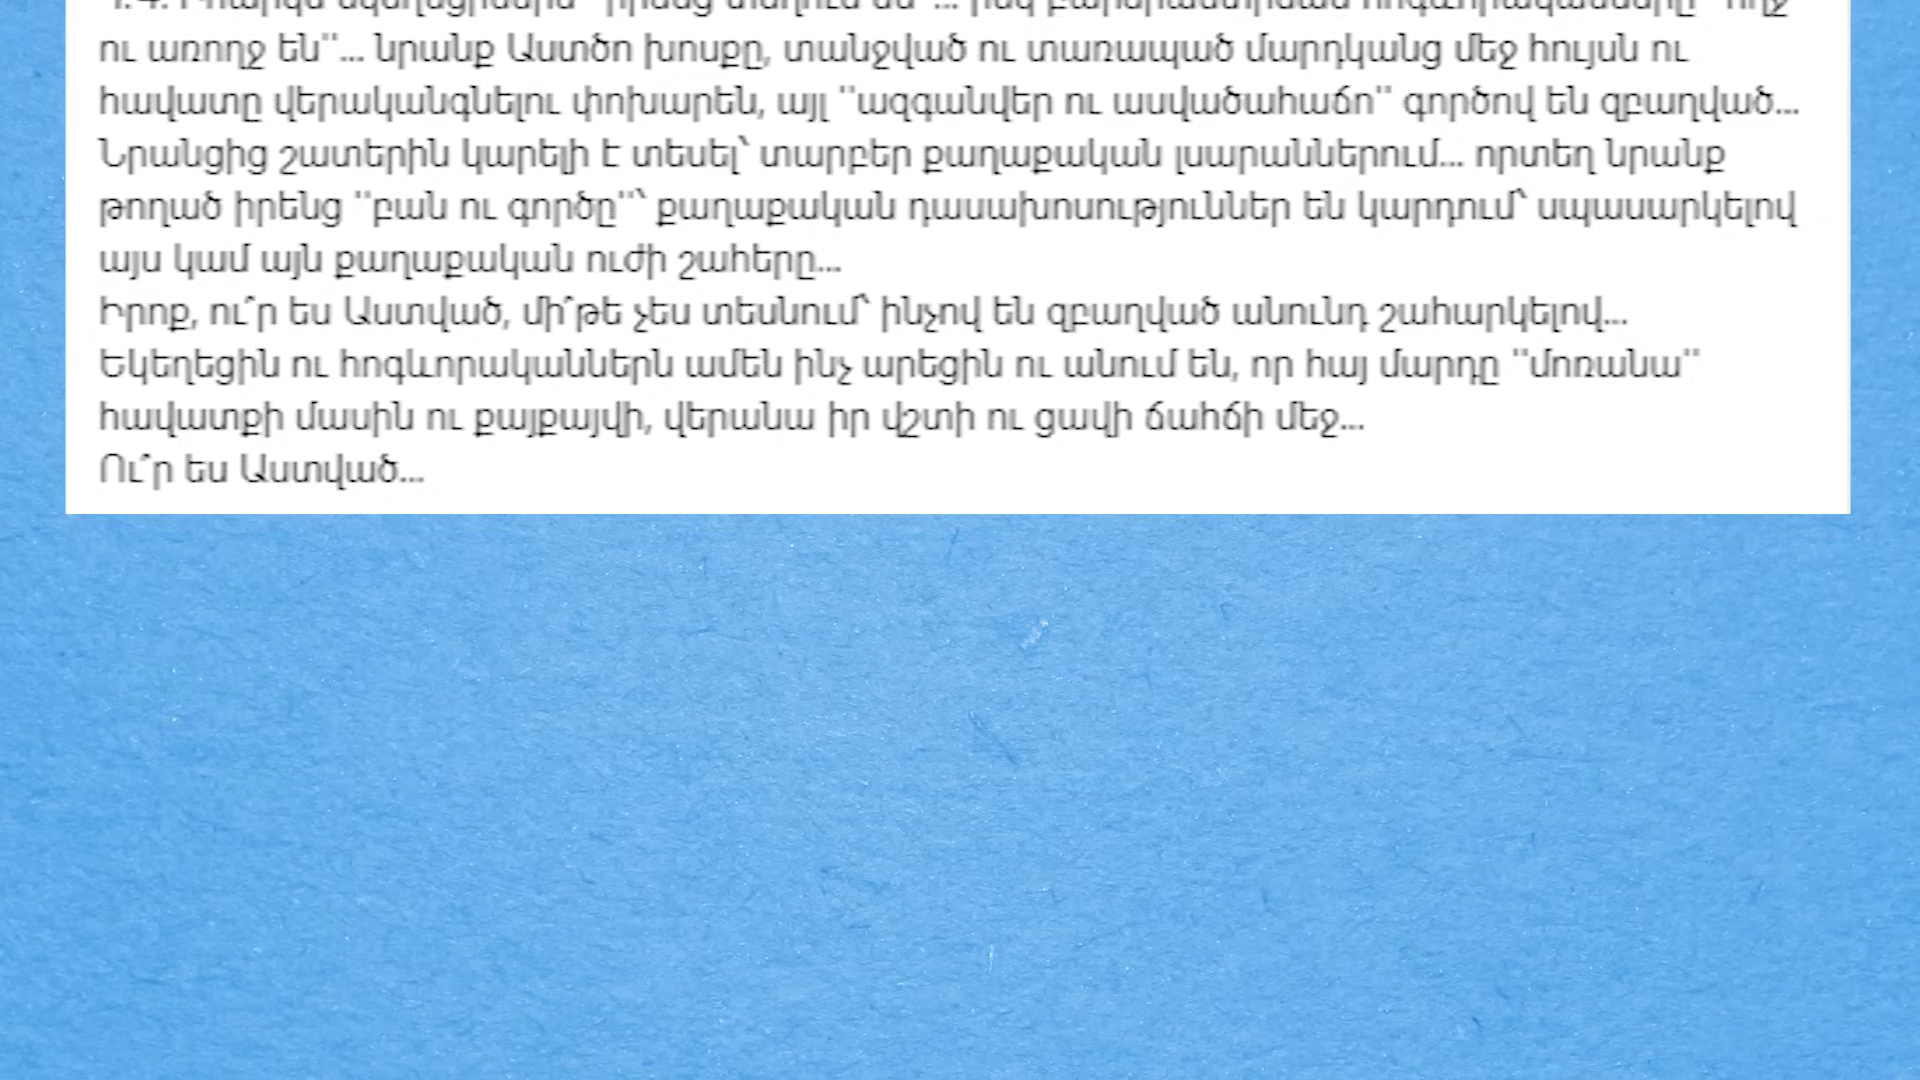 ու առողջ են''... նրանք Աստծո խոսքը, տանջված ու տառապած մարդկանց մեջ հույսն ու
հավատը վերականգնելու փոխարեն, այլ ''ազգանվեր ու ասվածահաճո'' գործով են զբաղված...
Նրանցից շատերին կարելի է տեսել՝ տարբեր քաղաքական լսարաններում... որտեղ նրանք
թողած իրենց ''բան ու գործը''՝ քաղաքական դասախոսություններ են կարդում՝ սպասարկելով
այս կամ այն քաղաքական ուժի շահերը...
Իրոք, ու՞ր ես Աստված, մի՞թե չես տեսնում՝ ինչով են զբաղված անունդ շահարկելով...
Եկեղեցին ու հոգևորականներն ամեն ինչ արեցին ու անում են, որ հայ մարդը ''մոռանա''
հավատքի մասին ու քայքայվի, վերանա իր վշտի ու ցավի ճահճի մեջ...
Ու՞ր ես Աստված...